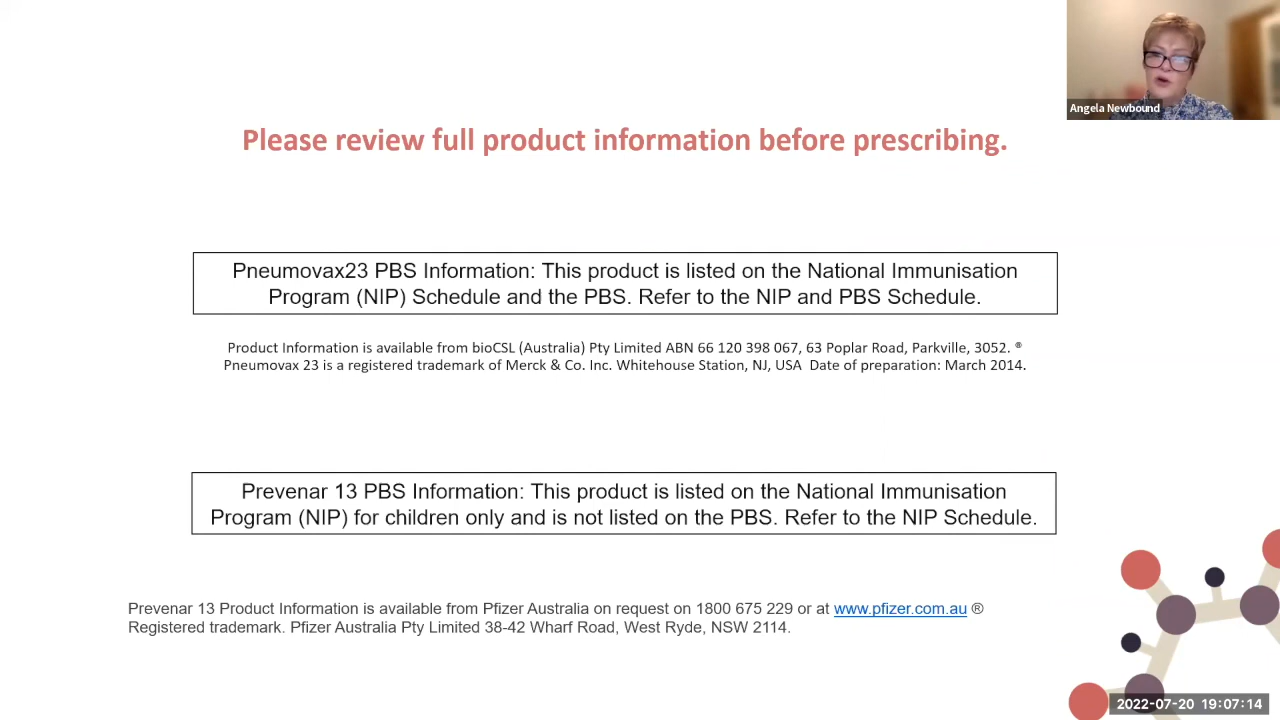 Angela Newbound
Please review full product information before prescribing.
Pneumovax23 PBS Information: This product is listed on the National Immunisation
Program (NIP) Schedule and the PBS. Refer to the NIP and PBS Schedule.
Product Information is available from bioCSL (Australia) Pty Limited ABN 66 120 398 067, 63 Poplar Road, Parkville, 3052. ®
Pneumovax 23 is a registered trademark of Merck & Co. Inc. Whitehouse Station, NJ, USA Date of preparation: March 2014.
Prevenar 13 PBS Information: This product is listed on the National Immunisation
Program (NIP) for children only and is not listed on the PBS. Refer to the NIP Schedule.
Prevenar 13 Product Information is available from Pfizer Australia on request on 1800 675 229 or at www.pfizer.com.au ®
Registered trademark. Pfizer Australia Pty Limited 38-42 Wharf Road, West Ryde, NSW 2114.
2022-07-20 19:07:14